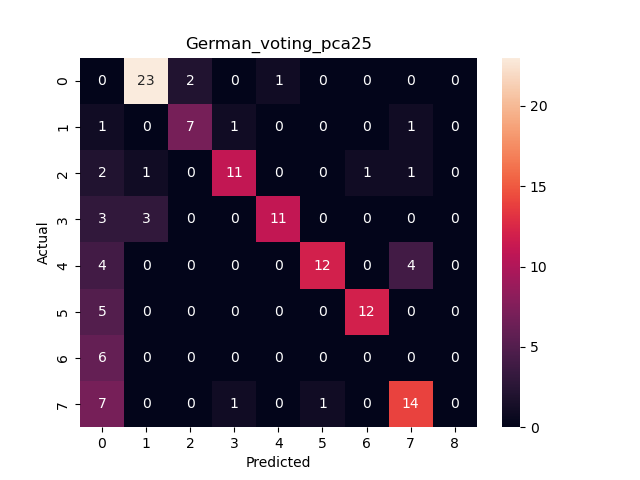 German_voting_pca25
0 0 23 2 0 1 0 0 0 0
1 1 0 7 1 0 0 0 1 0
2 2 1 0 11 0 0 1 1 0
3 3 3 0 0 11 0 0 0 0
4 4 0 0 0 0 12 0 4 0
5 5 0 0 0 0 0 12 0 0
6 6 0 0 0 0 0 0 0 0
7 7 0 0 1 0 1 0 14 0
0 1 2 3 4 5 6 7 8
Predicted
Actual
20
15
10
5
0